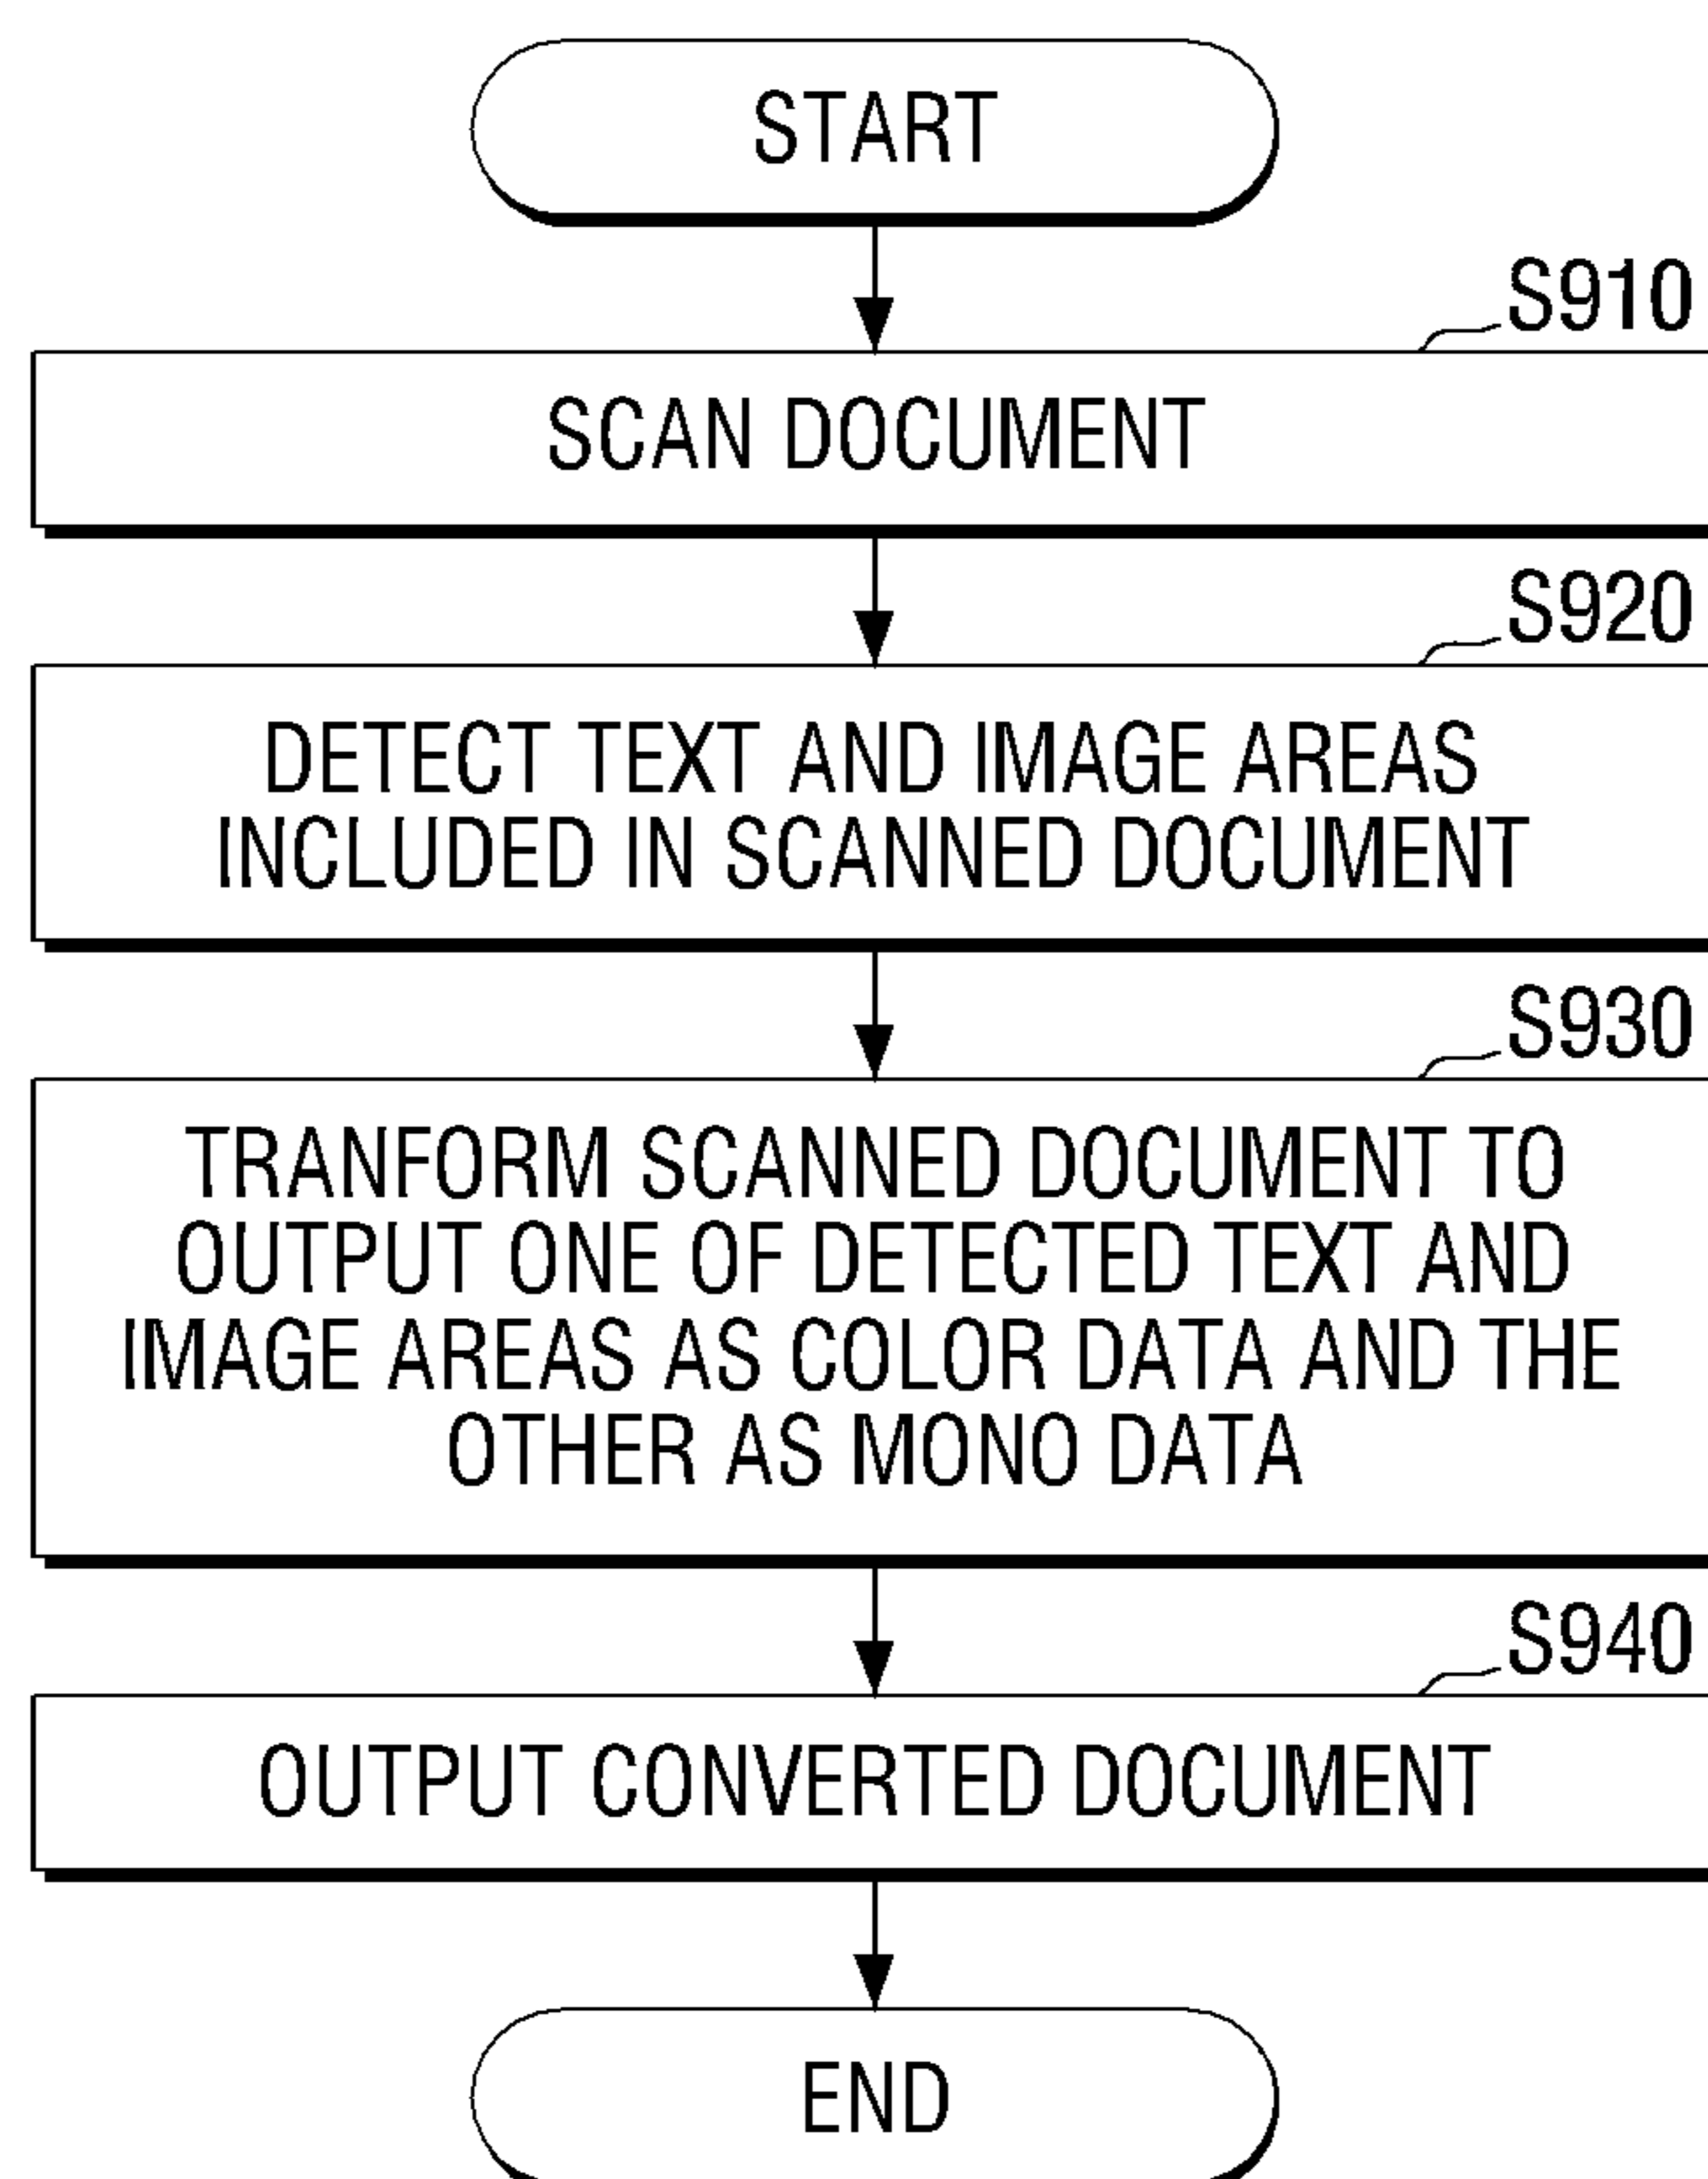 START
S910
SCAN DOCUMENT
S920
DETECT TEXT AND IMAGE AREAS
INCLUDED IN SCANNED DOCUMENT
S930
TRANFORM SCANNED DOCUMENT TO
OUTPUT ONE OF DETECTED TEXT AND
IMAGE AREAS AS COLOR DATA AND THE
OTHER AS MONO DATA
S940
OUTPUT CONVERTED DOCUMENT
END